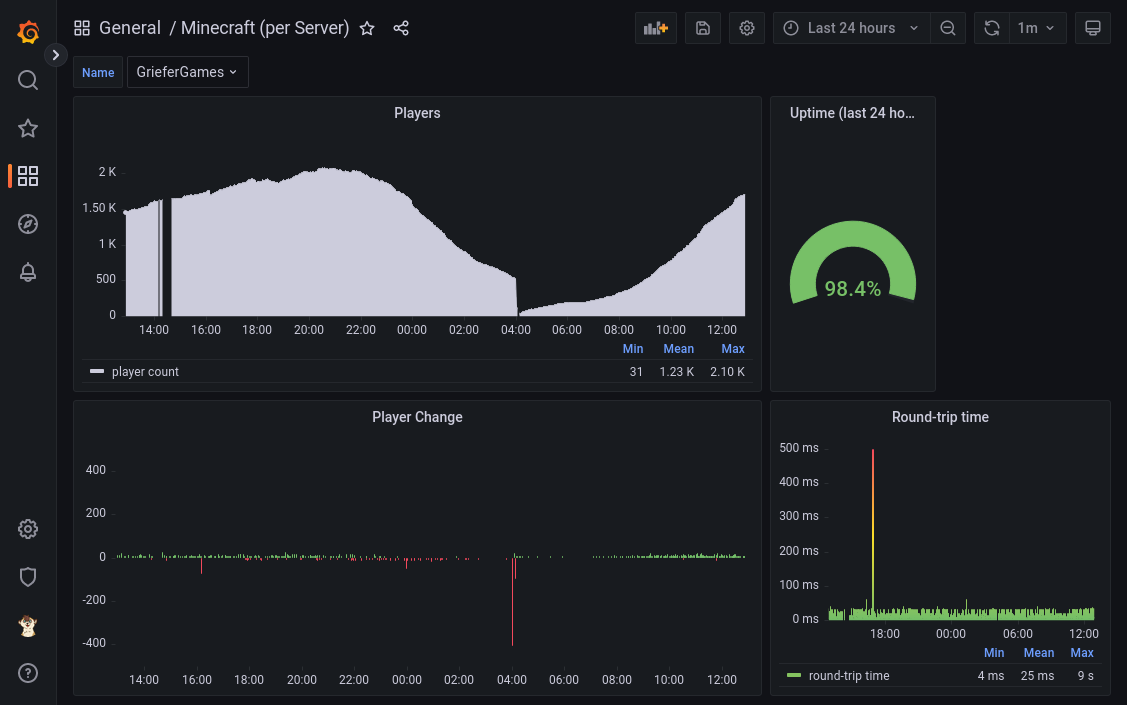 General / Minecraft (per Server)
Last 24 hours
1m
Name
GrieferGames
Players
2 K
1.50 K
1 K
500
0
14:00 16:00 18:00 20:00 22:00 00:00 02:00 04:00 06:00 08:00 10:00 12:00
Min Mean Max
player count 31 1.23 K 2.10 K
Uptime (last 24 ho...
98.4%
Player Change
400
200
0
-200
-400
14:00 16:00 18:00 20:00 22:00 00:00 02:00 04:00 06:00 08:00 10:00 12:00
Round-trip time
500 ms
400 ms
300 ms
200 ms
100 ms
0 ms
18:00 00:00 06:00 12:00
Min Mean Max
round-trip time 4 ms 25 ms 9 s